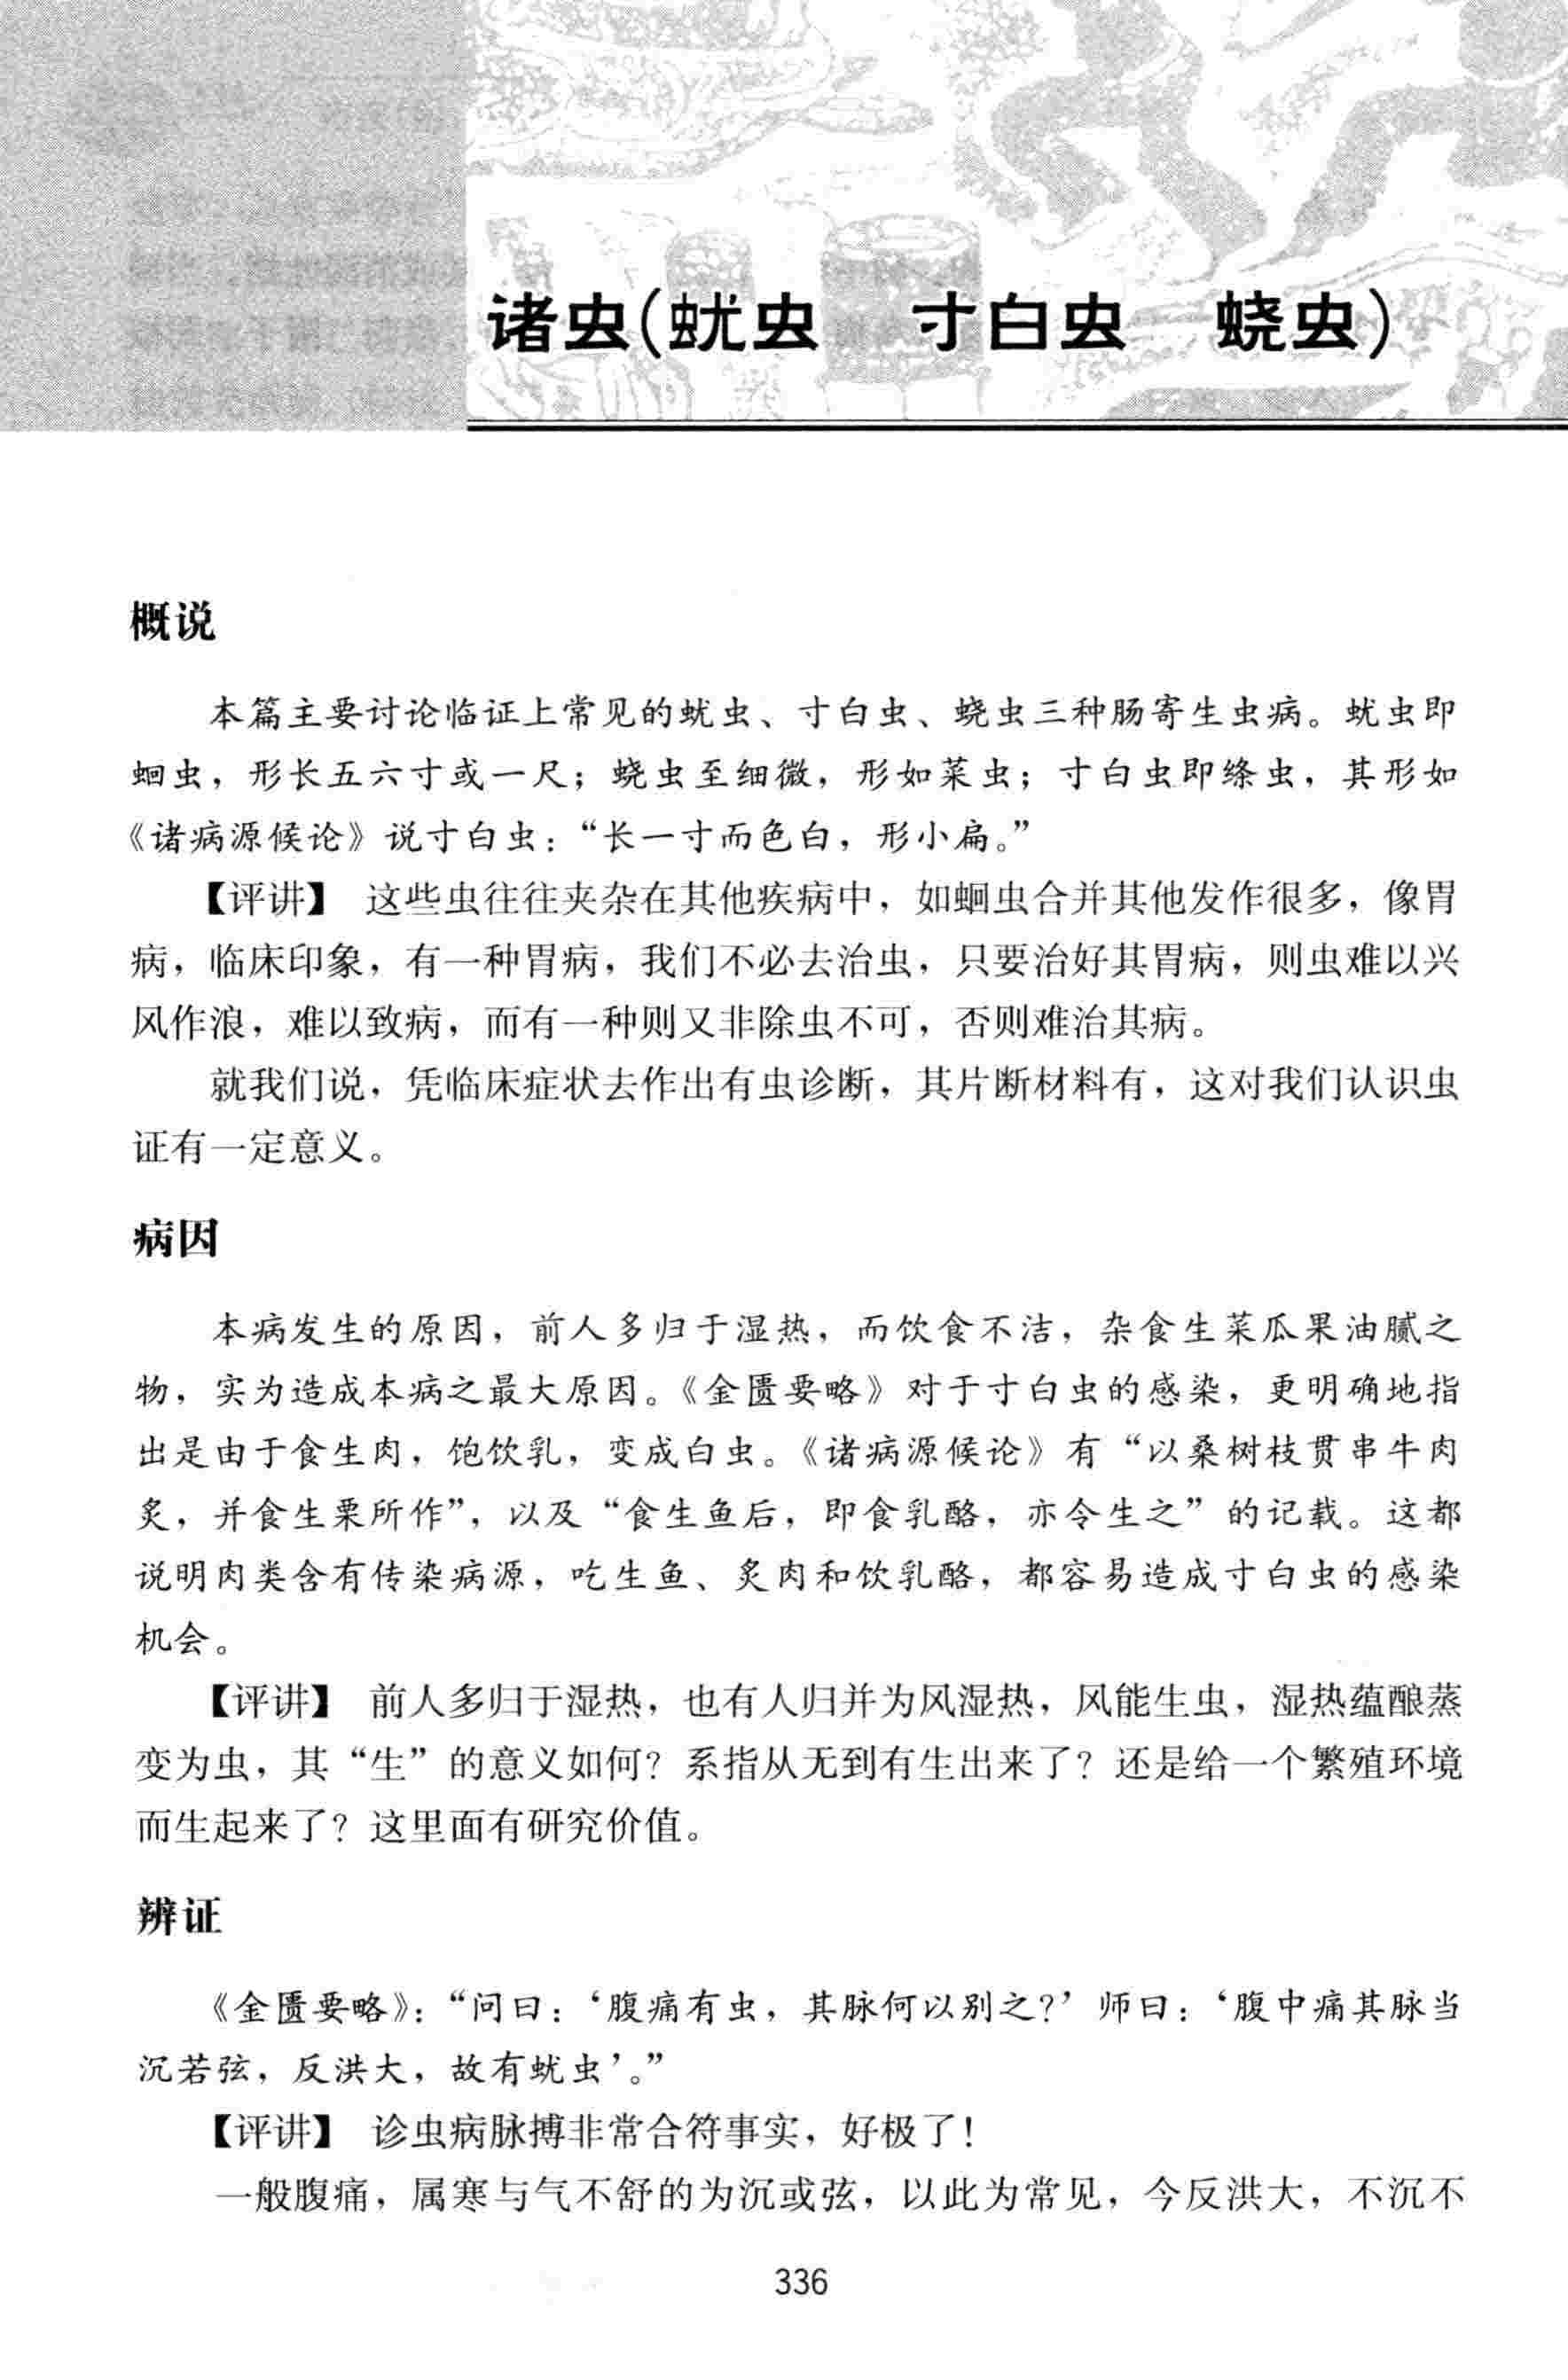 诸虫(蚘虫 寸白虫 蛲虫)
概说
本篇主要讨论临证上常见的蚘虫、寸白虫、蛲虫三种肠寄生虫病。蚘虫即
蛔虫，形长五六寸或一尺；蛲虫至细微，形如菜虫；寸白虫即绦虫，其形如
《诸病源候论》说寸白虫：“长一寸而色白，形小扁。”
【评讲】 这些虫往往夹杂在其他疾病中，如蛔虫合并其他发作很多，像胃
病，临床印象，有一种胃病，我们不必去治虫，只要治好其胃病，则虫难以兴
风作浪，难以致病，而有一种则又非除虫不可，否则难治其病。
就我们说，凭临床症状去作出有虫诊断，其片断材料有，这对我们认识虫
证有一定意义。
病因
本病发生的原因，前人多归于湿热，而饮食不洁，杂食生菜瓜果油腻之
物，实为造成本病之最大原因。《金匮要略》对于寸白虫的感染，更明确地指
出是由于食生肉，饱饮乳，变成白虫。《诸病源候论》有“以桑树枝贯串牛肉
炙，并食生栗所作”，以及“食生鱼后，即食乳酪，亦令生之”的记载。这都
说明肉类含有传染病源，吃生鱼、炙肉和饮乳酪，都容易造成寸白虫的感染
机会。
【评讲】 前人多归于湿热，也有人归并为风湿热，风能生虫，湿热蕴酿蒸
变为虫，其“生”的意义如何？系指从无到有生出来了？还是给一个繁殖环境
而生起来了？这里面有研究价值。
辨证
《金匮要略》：“问曰：‘腹痛有虫，其脉何以别之？’师曰：‘腹中痛其脉当
沉若弦，反洪大，故有蚘虫’。”
【评讲】 诊虫病脉搏非常合符事实，好极了！
一般腹痛，属寒与气不舒的为沉或弦，以此为常见，今反洪大，不沉不
336